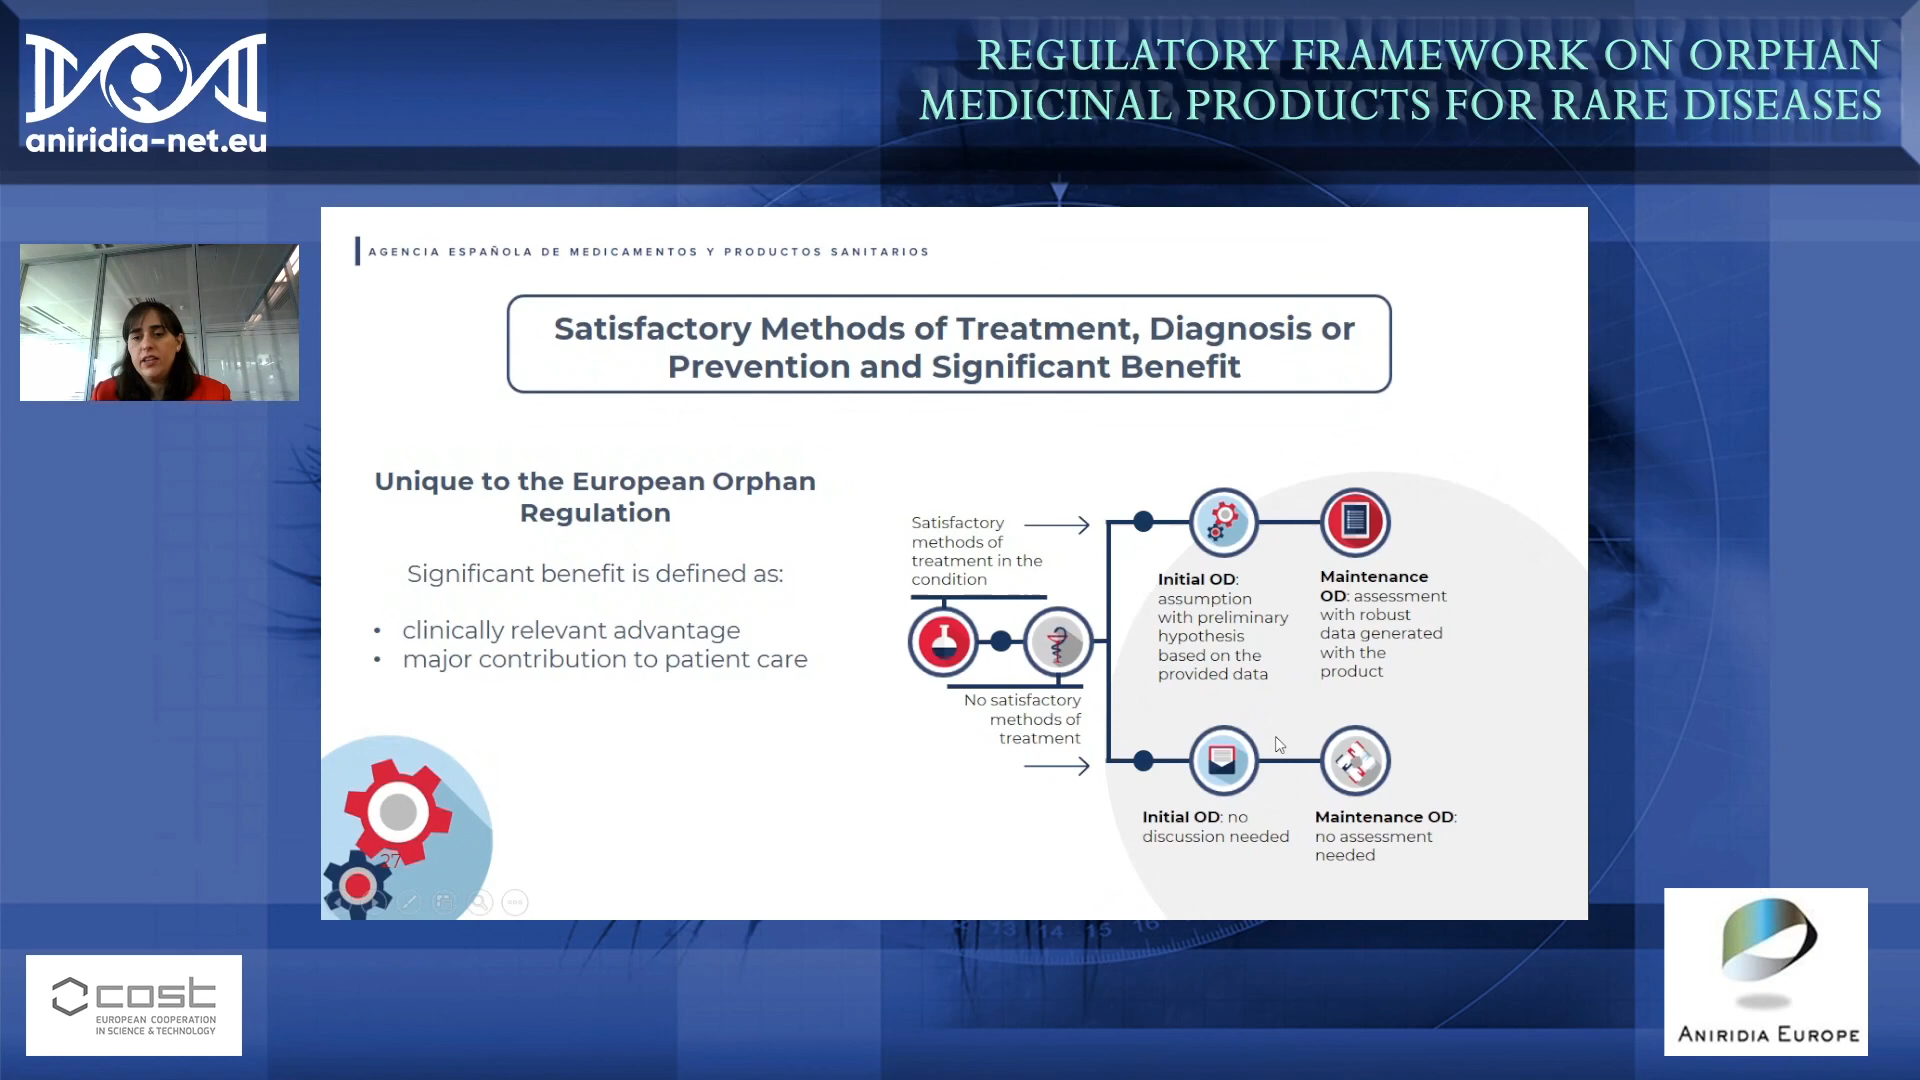 REGULATORY FRAMEWORK ON ORPHAN
MEDICINAL PRODUCTS FOR RARE DISEASES
aniridia-net.eu
AGENCIA ESPAÑOLA DE MEDICAMENTOS Y PRODUCTOS SANITARIOS
Satisfactory Methods of Treatment, Diagnosis or
Prevention and Significant Benefit
Unique to the European Orphan
Regulation
Significant benefit is defined as:
• clinically relevant advantage
• major contribution to patient care
Satisfactory
methods of
treatment in the
condition
No satisfactory
methods of
treatment
Initial OD:
assumption
with preliminary
hypothesis
based on the
provided data
Maintenance
OD: assessment
with robust
data generated
with the
product
Initial OD: no
discussion needed
Maintenance OD:
no assessment
needed
27
13 14 15 16
cost
EUROPEAN COOPERATION
IN SCIENCE & TECHNOLOGY
ANIRIDIA EUROPE